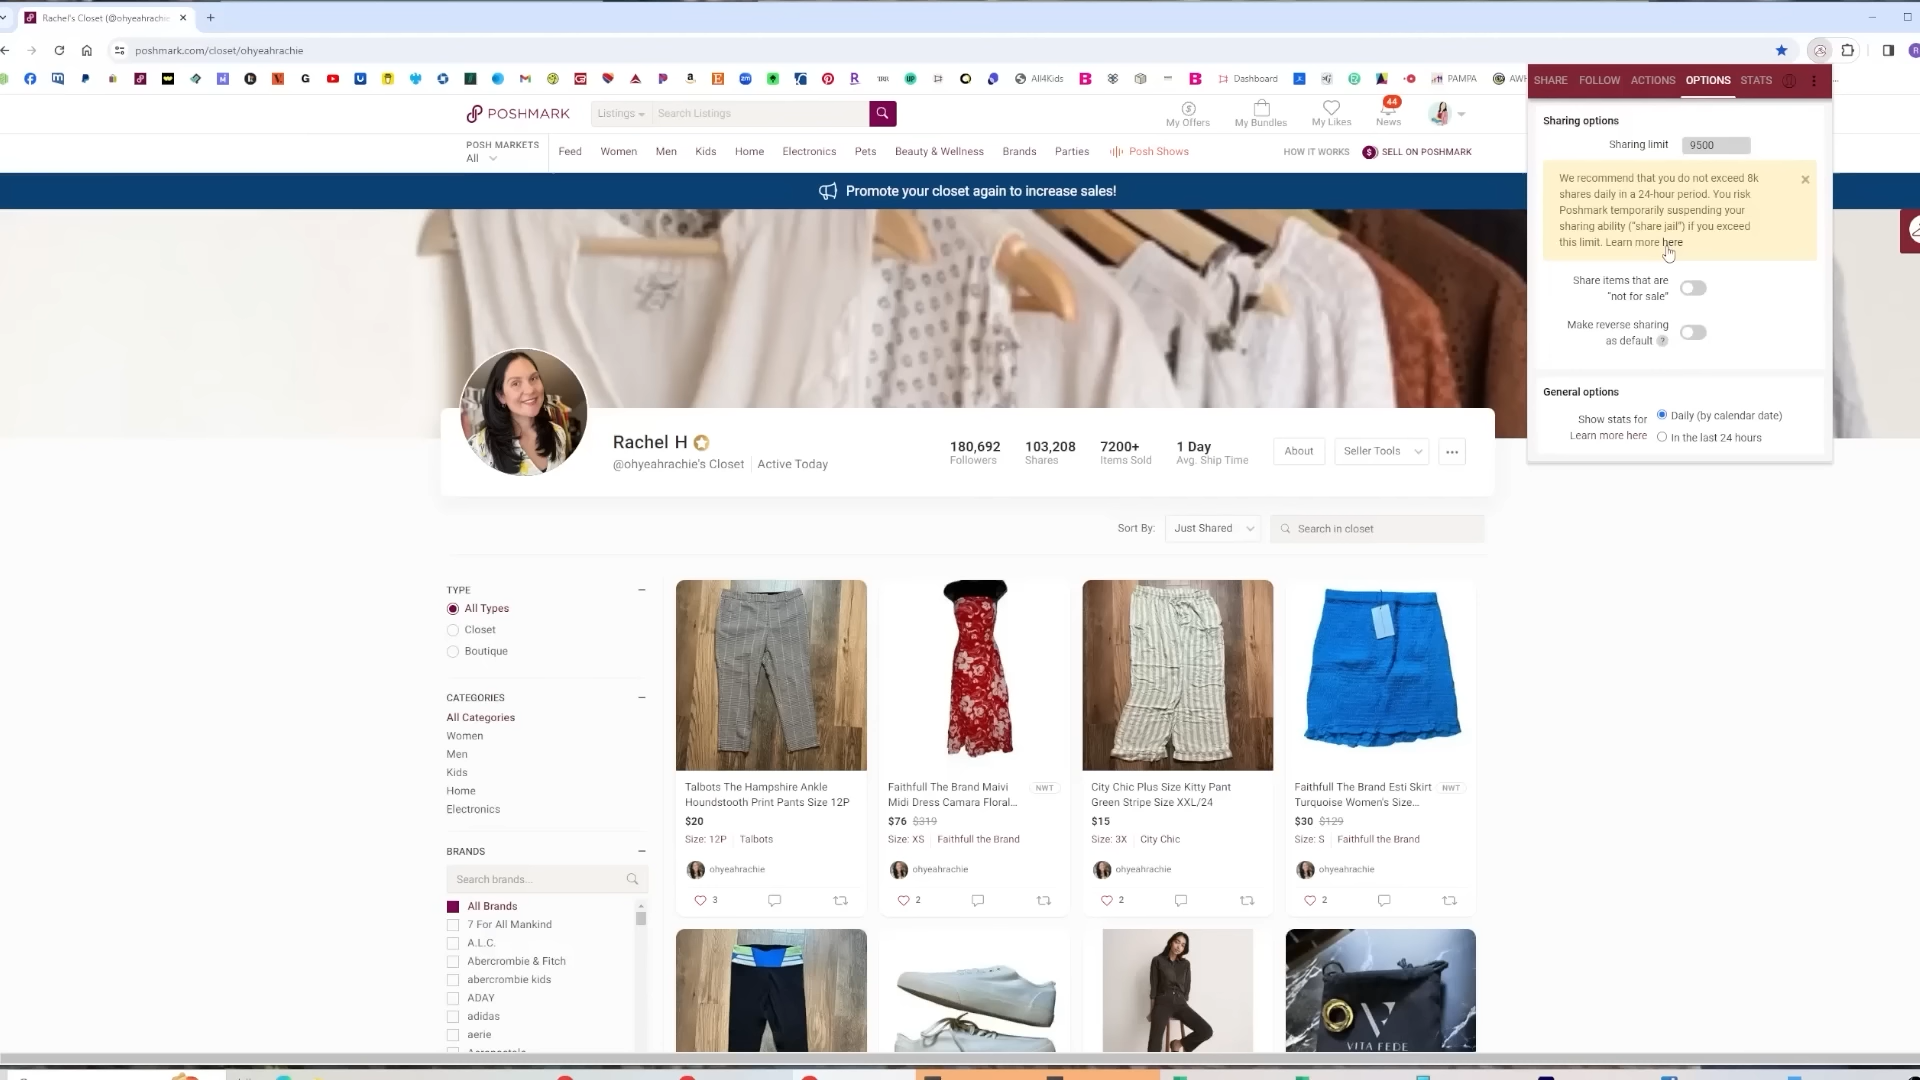 Rachel's Closet (@ohyeahrachie
poshmark.com/closet/ohyeahrachie
All4Kids
Dashboard
PAMPA
SHARE FOLLOW ACTIONS OPTIONS STATS
POSHMARK
Listings
Search Listings
My Offers
My Bundles
My Likes
44
News
POSH MARKETS
All
Feed Women Men Kids Home Electronics Pets Beauty & Wellness Brands Parties Posh Shows
HOW IT WORKS
SELL ON POSHMARK
Promote your closet again to increase sales!
Sharing options
Sharing limit 9500
We recommend that you do not exceed 8k
shares daily in a 24-hour period. You risk
Poshmark temporarily suspending your
sharing ability ("share jail") if you exceed
this limit. Learn more here
Share items that are
"not for sale"
Make reverse sharing
as default ?
General options
Show stats for
Learn more here
Daily (by calendar date)
In the last 24 hours
Rachel H
@ohyeahrachie's Closet Active Today
180,692
Followers
103,208
Shares
7200+
Items Sold
1 Day
Avg. Ship Time
About
Seller Tools
Sort By: Just Shared
Search in closet
TYPE
All Types
Closet
Boutique
CATEGORIES
All Categories
Women
Men
Kids
Home
Electronics
BRANDS
Search brands...
All Brands
7 For All Mankind
A.L.C.
Abercrombie & Fitch
abercrombie kids
ADAY
adidas
aerie
Talbots The Hampshire Ankle
Houndstooth Print Pants Size 12P
$20
Size: 12P Talbots
ohyeahrachie
3
Faithfull The Brand Maivi
Midi Dress Camara Floral...
NWT
$76 $319
Size: XS Faithfull the Brand
ohyeahrachie
2
City Chic Plus Size Kitty Pant
Green Stripe Size XXL/24
$15
Size: 3X City Chic
ohyeahrachie
2
Faithfull The Brand Esti Skirt
Turquoise Women's Size...
NWT
$30 $129
Size: S Faithfull the Brand
ohyeahrachie
2
VITA FEDE